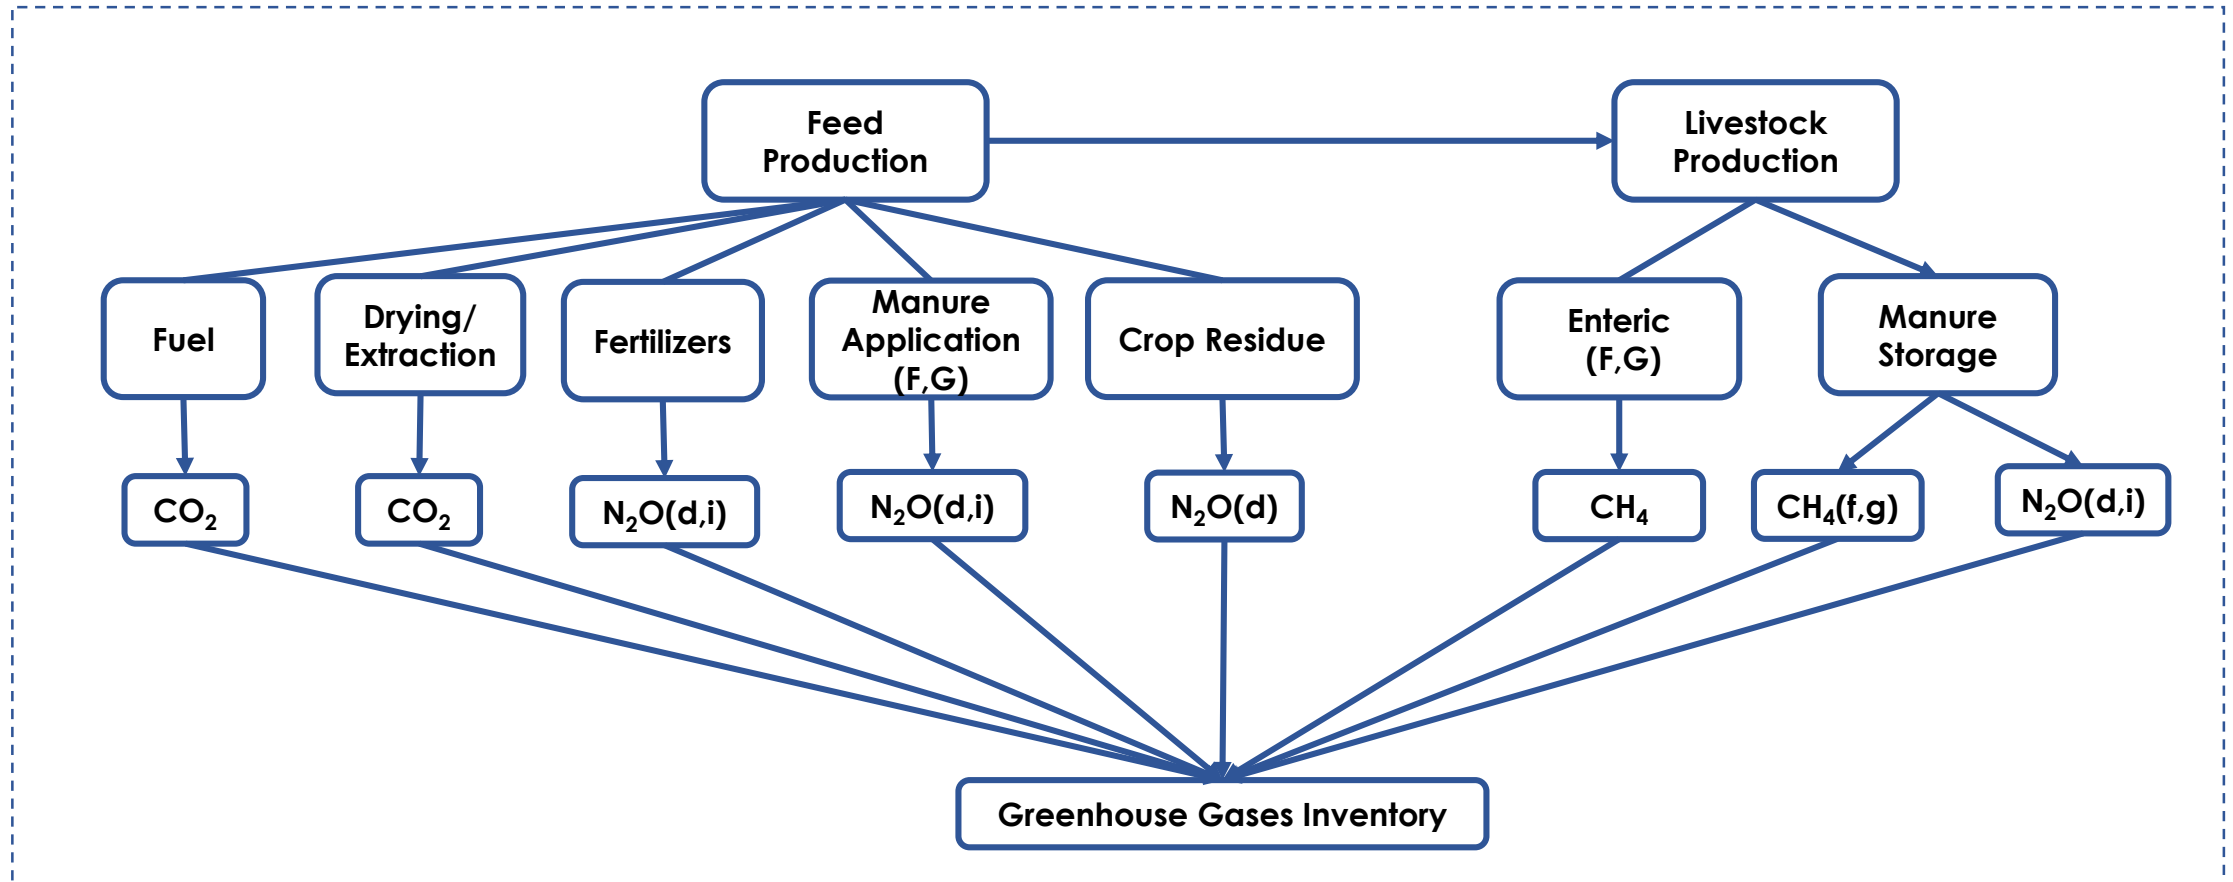 Feed
Production
Livestock
Production
Fuel
Drying/
Extraction
Fertilizers
Manure
Application
(F,G)
Crop Residue
Enteric
(F,G)
Manure
Storage
CO₂
CO₂
N₂O(d,i)
N₂O(d,i)
N₂O(d)
CH₄
CH₄(f,g)
N₂O(d,i)
Greenhouse Gases Inventory